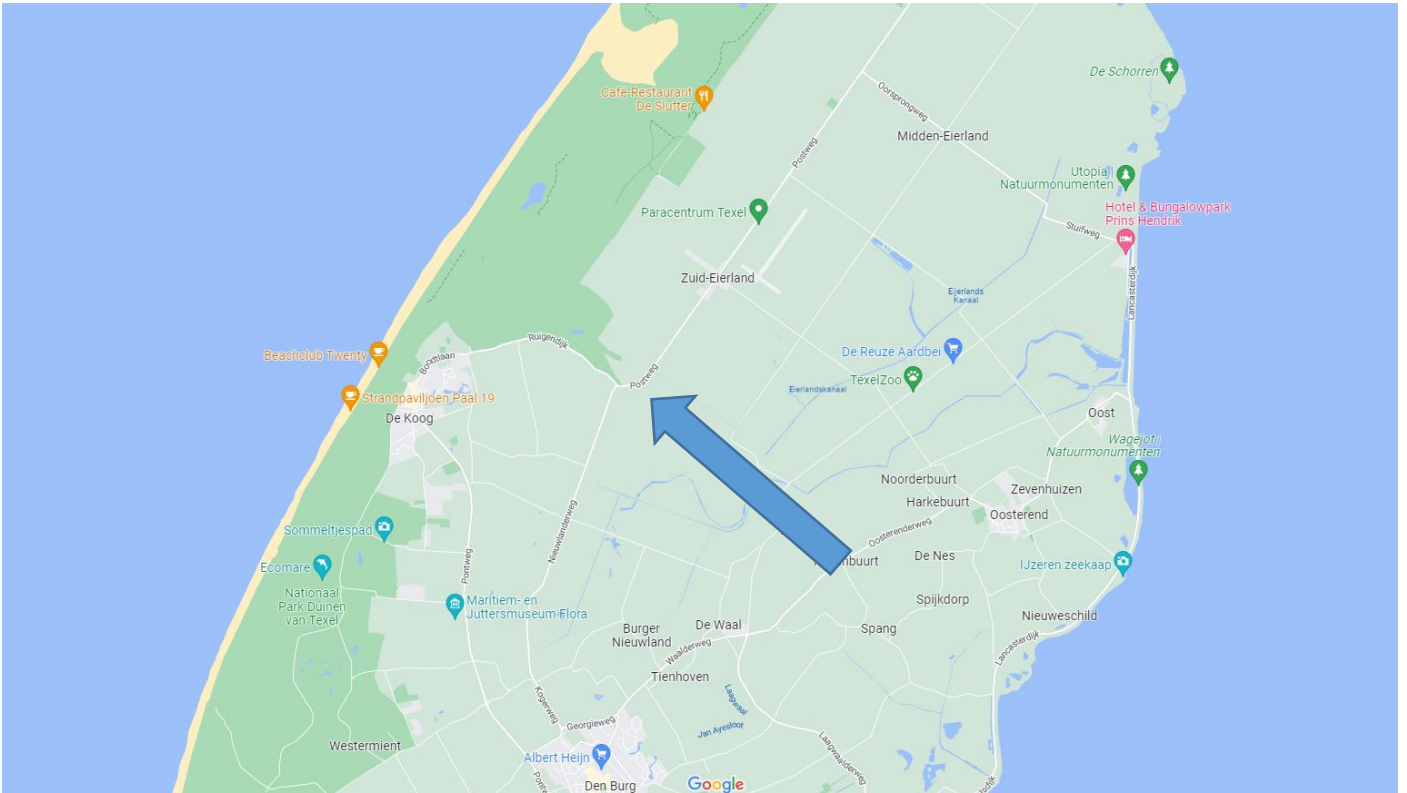 De Schorren
Café-Restaurant
De Slufter
Oorsprongweg
Midden-Eierland
Postweg
Utopia |
Natuurmonumenten
Paracentrum Texel
Hotel & Bungalowpark
Prins Hendrik
Stuifweg
Zuid-Eierland
Lancasterdijk
Eijerlands
Kanaal
Ruigendijk
Beachclub Twenty
Boodtlaan
De Reuze Aardbei
Postweg
TexelZoo
Eierlandskanaal
Strandpaviljoen Paal 19
De Koog
Oost
Wagejot |
Natuurmonumenten
Noorderbuurt
Zevenhuizen
Harkebuurt
Oosterend
Sommeltjespad
Nieuwlanderweg
Oosterenderweg
De Nes
nbuurt
IJzeren zeekaap
Ecomare
Pontweg
Nationaal
Park Duinen
van Texel
Maritiem- en
Juttersmuseum Flora
Spijkdorp
Nieuweschild
Burger
Nieuwland
De Waal
Spang
Waalderweg
Lancasterdijk
Tienhoven
Laagwaal
Kogerweg
Georgieweg
Jan Ayesloot
Westermient
Laagwaalderweg
Albert Heijn
Den Burg
Google